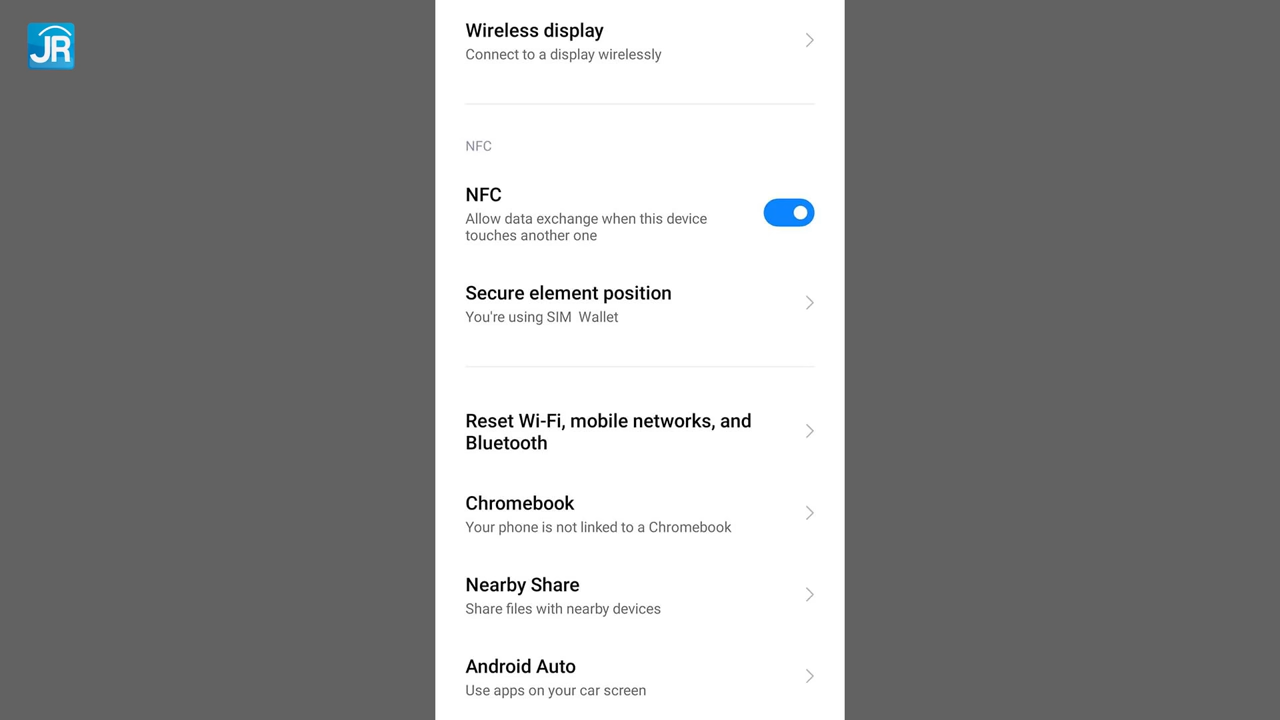 JR
Wireless display
Connect to a display wirelessly
NFC
NFC
Allow data exchange when this device
touches another one
Secure element position
You're using SIM  Wallet
Reset Wi-Fi, mobile networks, and
Bluetooth
Chromebook
Your phone is not linked to a Chromebook
Nearby Share
Share files with nearby devices
Android Auto
Use apps on your car screen